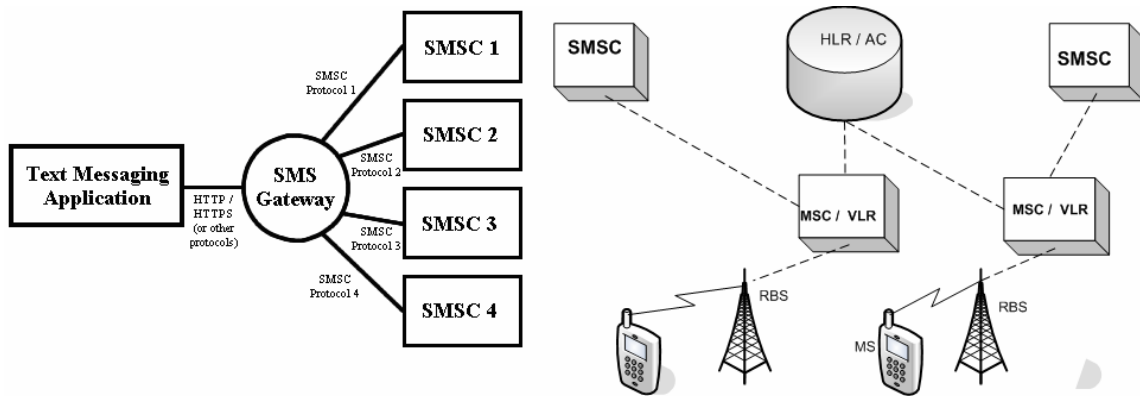 SMSC 1
SMSC
Protocol 1
SMSC 2
SMSC
Protocol 2
Text Messaging
Application
HTTP /
HTTPS
(or other
protocols)
SMS
Gateway
SMSC 3
SMSC
Protocol 3
SMSC
Protocol 4
SMSC 4
SMSC
HLR / AC
SMSC
MSC / VLR
MSC / VLR
RBS
RBS
MS